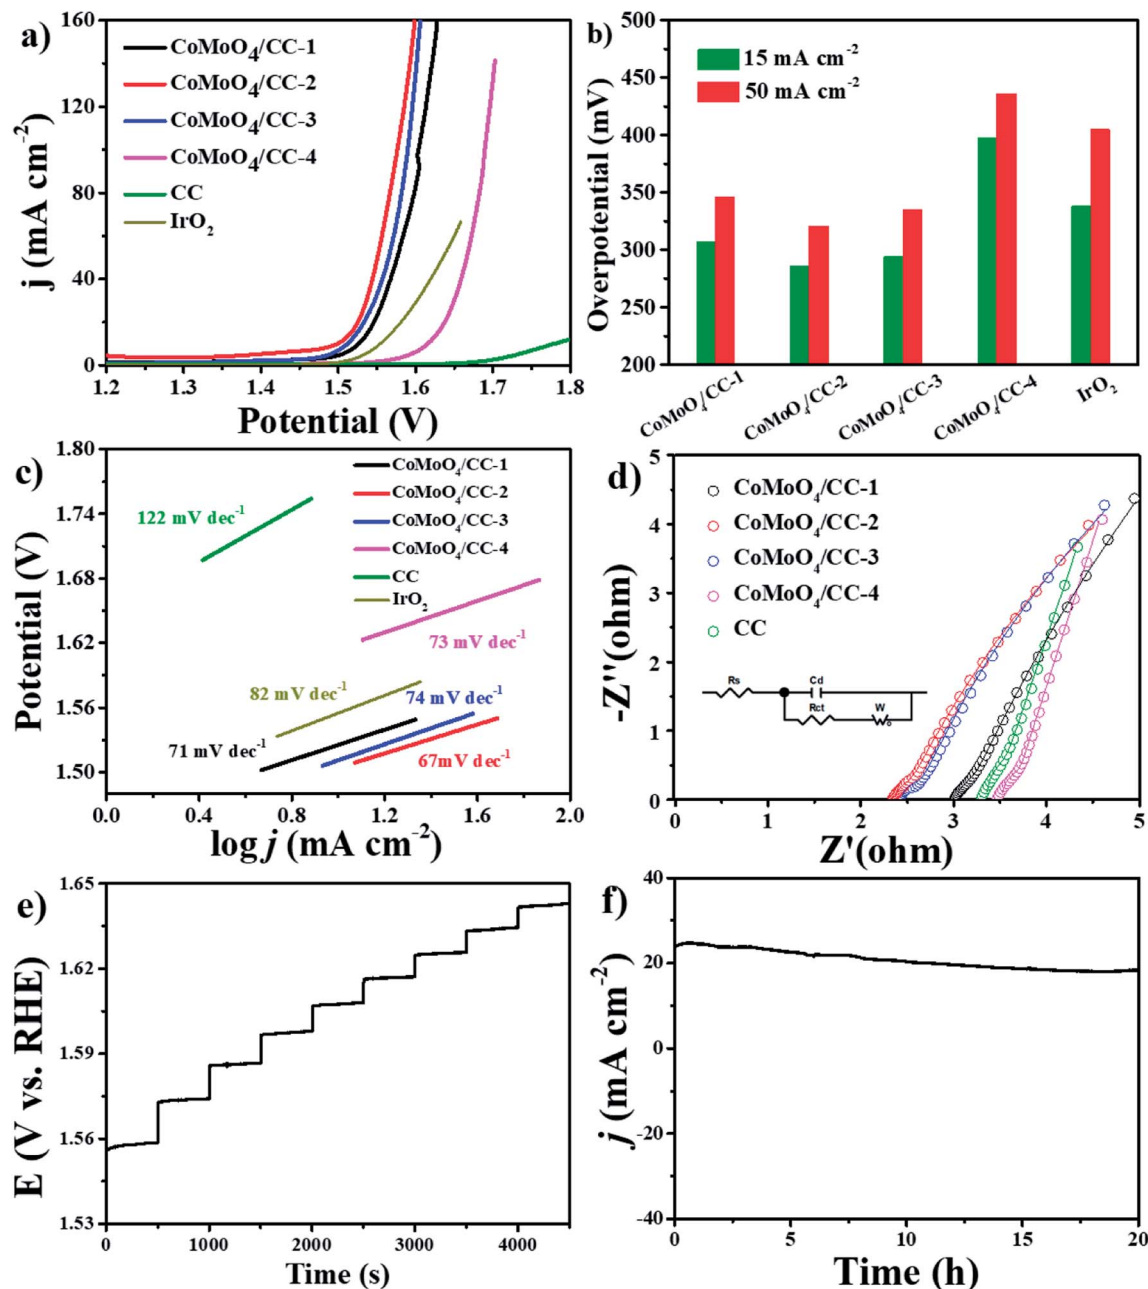 a)
160
120
80
40
0
j (mA cm⁻²)
CoMoO₄/CC-1
CoMoO₄/CC-2
CoMoO₄/CC-3
CoMoO₄/CC-4
CC
IrO₂
1.2 1.3 1.4 1.5 1.6 1.7 1.8
Potential (V)
b)
500
450
400
350
300
250
200
Overpotential (mV)
15 mA cm⁻²
50 mA cm⁻²
CoMoO₄/CC-1
CoMoO₄/CC-2
CoMoO₄/CC-3
CoMoO₄/CC-4
IrO₂
c)
1.80
1.74
1.68
1.62
1.56
1.50
Potential (V)
CoMoO₄/CC-1
CoMoO₄/CC-2
CoMoO₄/CC-3
CoMoO₄/CC-4
CC
IrO₂
122 mV dec⁻¹
73 mV dec⁻¹
82 mV dec⁻¹
74 mV dec⁻¹
71 mV dec⁻¹
67mV dec⁻¹
0.0 0.4 0.8 1.2 1.6 2.0
log j (mA cm⁻²)
d)
5
4
3
2
1
0
-Z''(ohm)
CoMoO₄/CC-1
CoMoO₄/CC-2
CoMoO₄/CC-3
CoMoO₄/CC-4
CC
Rs
Cd
Rct
W
o
0 1 2 3 4 5
Z'(ohm)
e)
1.65
1.62
1.59
1.56
1.53
E (V vs. RHE)
0 1000 2000 3000 4000
Time (s)
f)
40
20
0
-20
-40
j (mA cm⁻²)
0 5 10 15 20
Time (h)